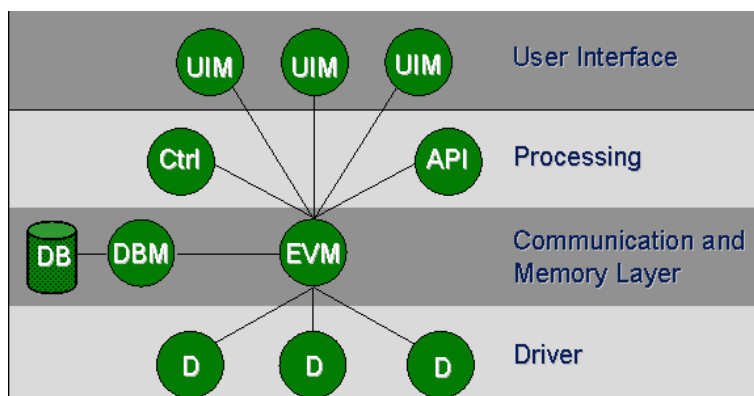 UIM UIM UIM User Interface
Ctrl API Processing
DB DBM EVM Communication and
Memory Layer
D D D Driver